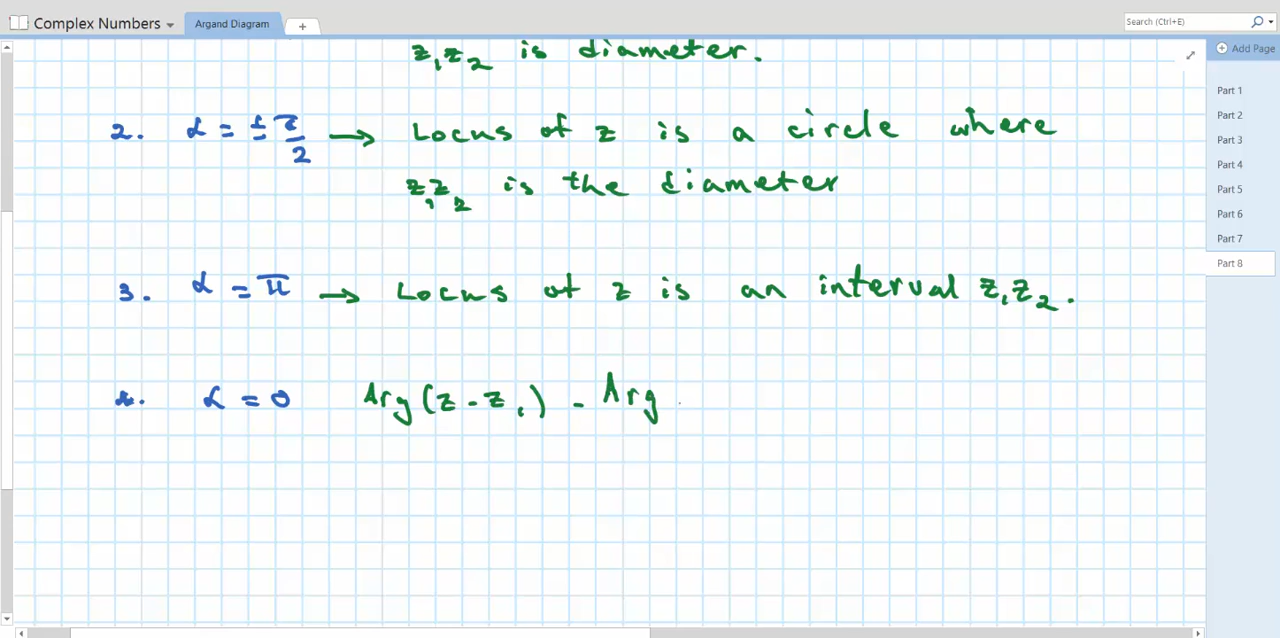 Complex Numbers
Argand Diagram
Search (Ctrl+E)
Add Page
Part 1
Part 2
Part 3
Part 4
Part 5
Part 6
Part 7
Part 8
z₁z₂ is diameter.
2. α = ± π/2 → Locus of z is a circle where
z₁z₂ is the diameter
3. α = π → Locus of z is an interval z₁z₂.
α = 0 Arg(z - z₁) - Arg